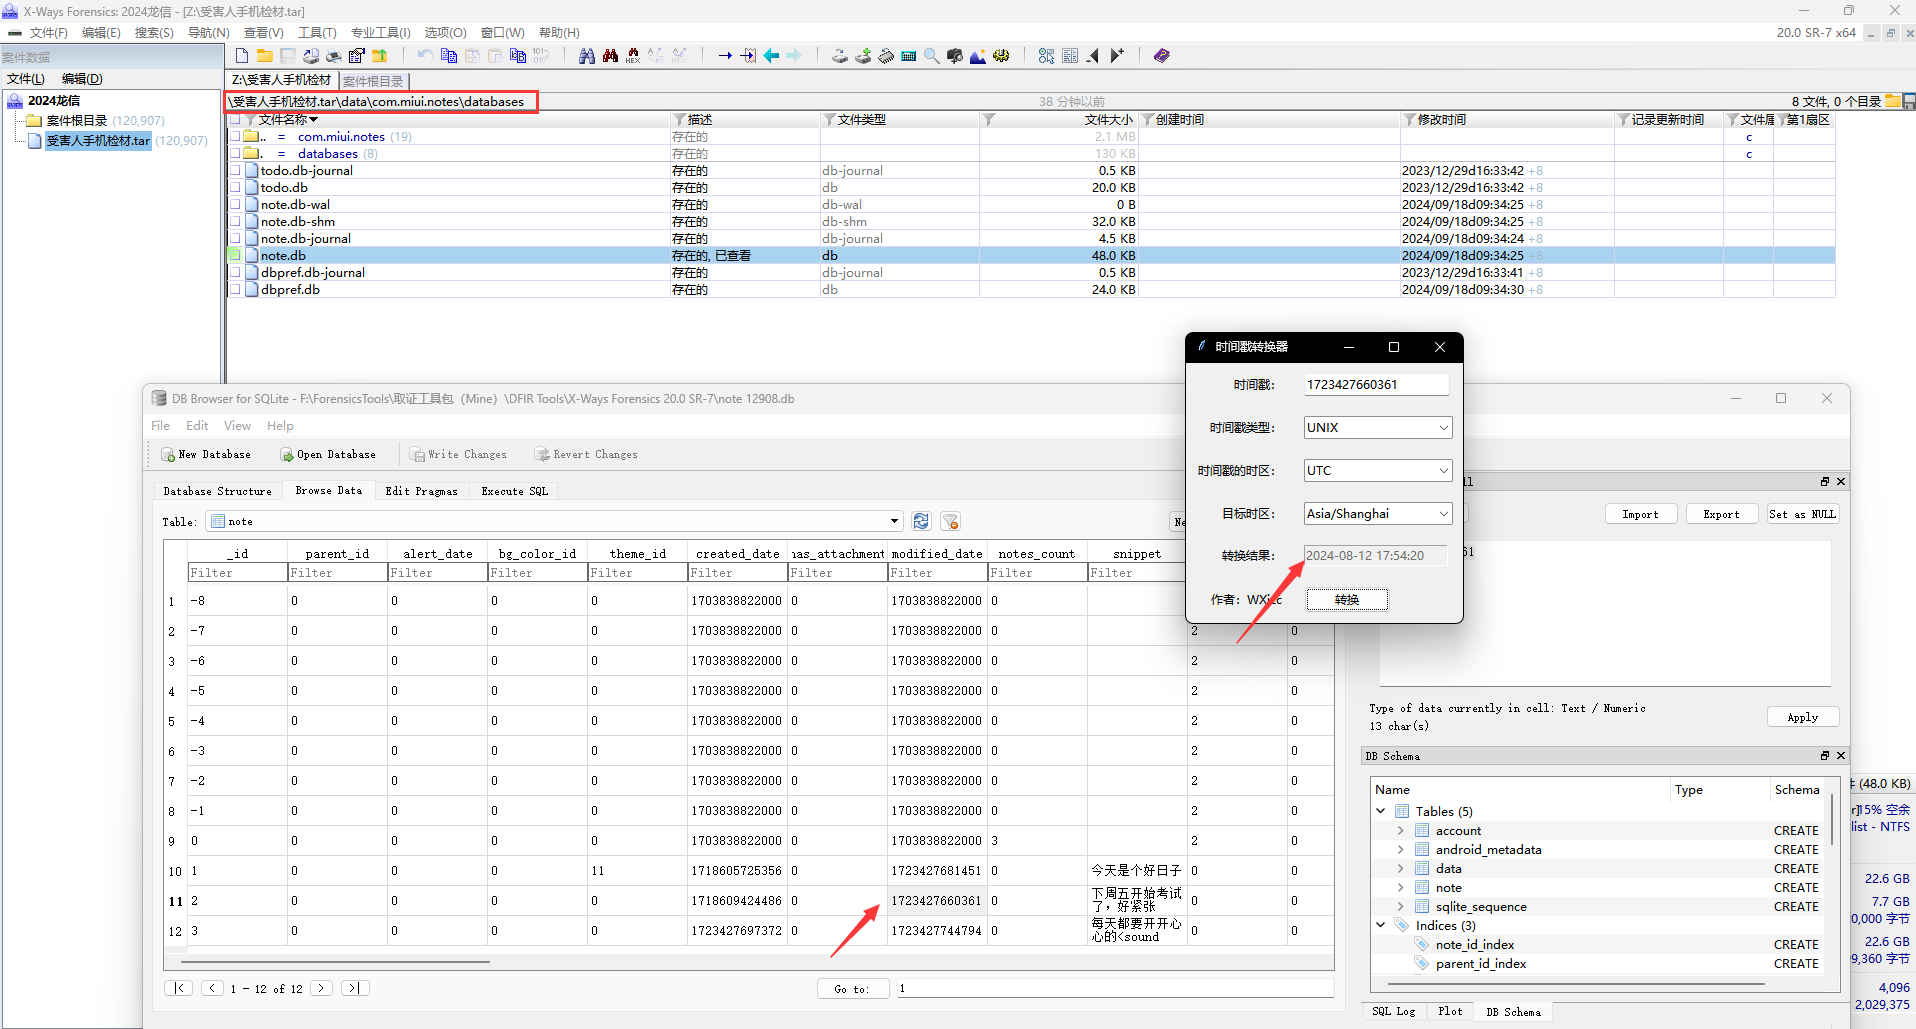 X-Ways Forensics: 2024龙信 - [Z:\受害人手机检材.tar]
文件(F) 编辑(E) 搜索(S) 导航(N) 查看(V) 工具(T) 专业工具(I) 选项(O) 窗口(W) 帮助(H)
20.0 SR-7 x64
案件数据
文件(L) 编辑(D)
2024龙信
案件根目录 (120,907)
受害人手机检材.tar (120,907)
Z:\受害人手机检材 案件根目录
\受害人手机检材.tar\data\com.miui.notes\databases
38 分钟以前
8 文件, 0 个目录
文件名称 描述 文件类型 文件大小 创建时间 修改时间 记录更新时间 文件属 第1扇区
.. = com.miui.notes (19) 存在的 2.1 MB c
. = databases (8) 存在的 130 KB c
todo.db-journal 存在的 db-journal 0.5 KB 2023/12/29d16:33:42 +8
todo.db 存在的 db 20.0 KB 2023/12/29d16:33:42 +8
note.db-wal 存在的 db-wal 0 B 2024/09/18d09:34:25 +8
note.db-shm 存在的 db-shm 32.0 KB 2024/09/18d09:34:25 +8
note.db-journal 存在的 db-journal 4.5 KB 2024/09/18d09:34:24 +8
note.db 存在的, 已查看 db 48.0 KB 2024/09/18d09:34:25 +8
dbpref.db-journal 存在的 db-journal 0.5 KB 2023/12/29d16:33:41 +8
dbpref.db 存在的 db 24.0 KB 2024/09/18d09:34:30 +8
时间戳转换器
时间戳: 1723427660361
时间戳类型: UNIX
时间戳的时区: UTC
目标时区: Asia/Shanghai
转换结果: 2024-08-12 17:54:20
作者: 转换
DB Browser for SQLite - F:\ForensicsTools\取证工具包（Mine）\DFIR Tools\X-Ways Forensics 20.0 SR-7\note 12908.db
File Edit View Help
New Database Open Database Write Changes Revert Changes
Database Structure Browse Data Edit Pragmas Execute SQL
Table: note
Ne
_id parent_id alert_date bg_color_id theme_id created_date has_attachment modified_date notes_count snippet
Filter Filter Filter Filter Filter Filter Filter Filter Filter Filter
1 -8 0 0 0 0 1703838822000 0 1703838822000 0
2 -7 0 0 0 0 1703838822000 0 1703838822000 0 2 0
3 -6 0 0 0 0 1703838822000 0 1703838822000 0 2 0
4 -5 0 0 0 0 1703838822000 0 1703838822000 0 2 0
5 -4 0 0 0 0 1703838822000 0 1703838822000 0 2 0
6 -3 0 0 0 0 1703838822000 0 1703838822000 0 2 0
7 -2 0 0 0 0 1703838822000 0 1703838822000 0 2 0
8 -1 0 0 0 0 1703838822000 0 1703838822000 0 2 0
9 0 0 0 0 0 1703838822000 0 1703838822000 3 2 0
10 1 0 0 0 11 1718605725356 0 1723427681451 0 今天是个好日子 0 0
11 2 0 0 0 0 1718609424486 0 1723427660361 0 下周五开始考试
了，好紧张 0 0
12 3 0 0 0 0 1723427697372 0 1723427744794 0 每天都要开开心
心的<sound 0 0
1 - 12 of 12
Go to: 1
ll
Import Export Set as NULL
61
Type of data currently in cell: Text / Numeric
13 char(s)
Apply
DB Schema
Name Type Schema
Tables (5)
account CREATE
android_metadata CREATE
data CREATE
note CREATE
sqlite_sequence CREATE
Indices (3)
note_id_index CREATE
parent_id_index CREATE
SQL Log Plot DB Schema
(48.0 KB)
r]15% 空余
list - NTFS
22.6 GB
7.7 GB
0,000 字节
22.6 GB
9,360 字节
4,096
2,029,375